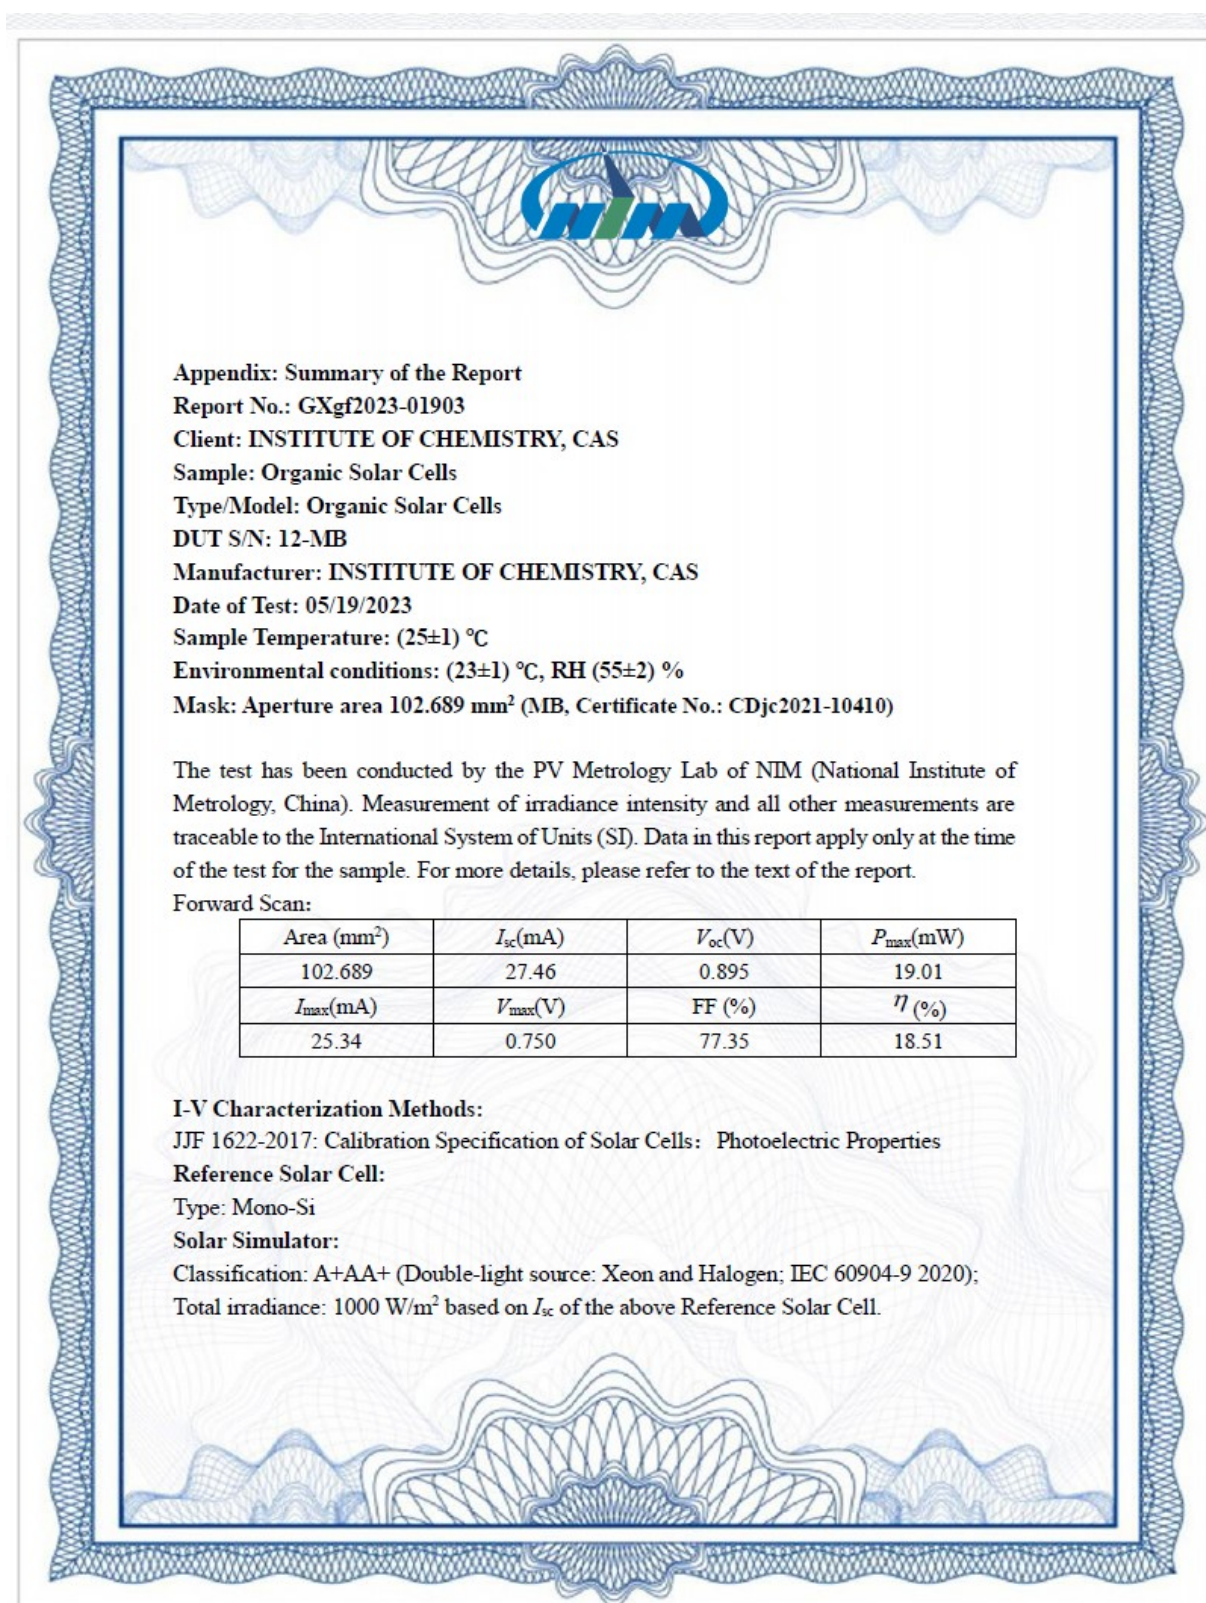 NIM
Appendix: Summary of the Report
Report No.: GXgf2023-01903
Client: INSTITUTE OF CHEMISTRY, CAS
Sample: Organic Solar Cells
Type/Model: Organic Solar Cells
DUT S/N: 12-MB
Manufacturer: INSTITUTE OF CHEMISTRY, CAS
Date of Test: 05/19/2023
Sample Temperature: (25±1) ℃
Environmental conditions: (23±1) ℃, RH (55±2) %
Mask: Aperture area 102.689 mm² (MB, Certificate No.: CDjc2021-10410)
The test has been conducted by the PV Metrology Lab of NIM (National Institute of
Metrology, China). Measurement of irradiance intensity and all other measurements are
traceable to the International System of Units (SI). Data in this report apply only at the time
of the test for the sample. For more details, please refer to the text of the report.
Forward Scan:
Area (mm²) Isc(mA) Voc(V) Pmax(mW)
102.689 27.46 0.895 19.01
Imax(mA) Vmax(V) FF (%) η (%)
25.34 0.750 77.35 18.51
I-V Characterization Methods:
JJF 1622-2017: Calibration Specification of Solar Cells: Photoelectric Properties
Reference Solar Cell:
Type: Mono-Si
Solar Simulator:
Classification: A+AA+ (Double-light source: Xeon and Halogen; IEC 60904-9 2020);
Total irradiance: 1000 W/m² based on Isc of the above Reference Solar Cell.